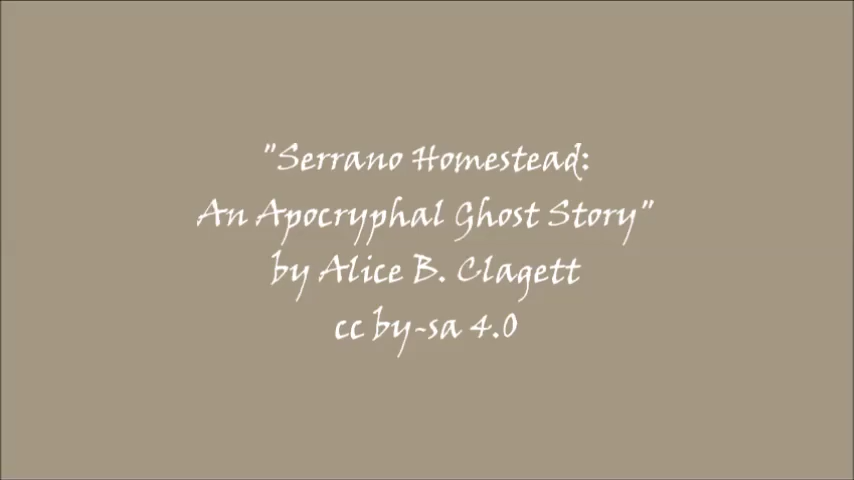 "Serrano Homestead:
An Apocryphal Ghost Story"
by Alice B. Clagett
cc by-sa 4.0